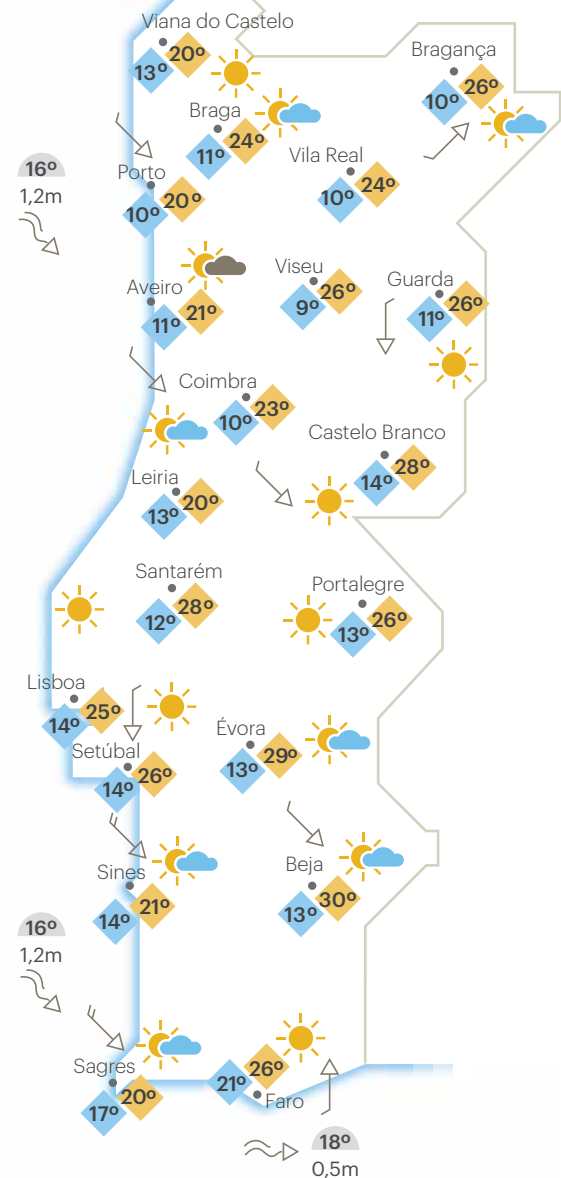 Viana do Castelo
20º
13º
Bragança
26º
10º
Braga
24º
11º
Vila Real
24º
10º
16º
1,2m
Porto
20º
10º
Aveiro
21º
11º
Viseu
26º
9º
Guarda
26º
11º
Coimbra
23º
10º
Castelo Branco
28º
14º
Leiria
20º
13º
Santarém
28º
12º
Portalegre
26º
13º
Lisboa
25º
14º
Setúbal
26º
14º
Évora
29º
13º
Sines
21º
14º
Beja
30º
13º
16º
1,2m
Sagres
20º
17º
26º
21º
Faro
18º
0,5m